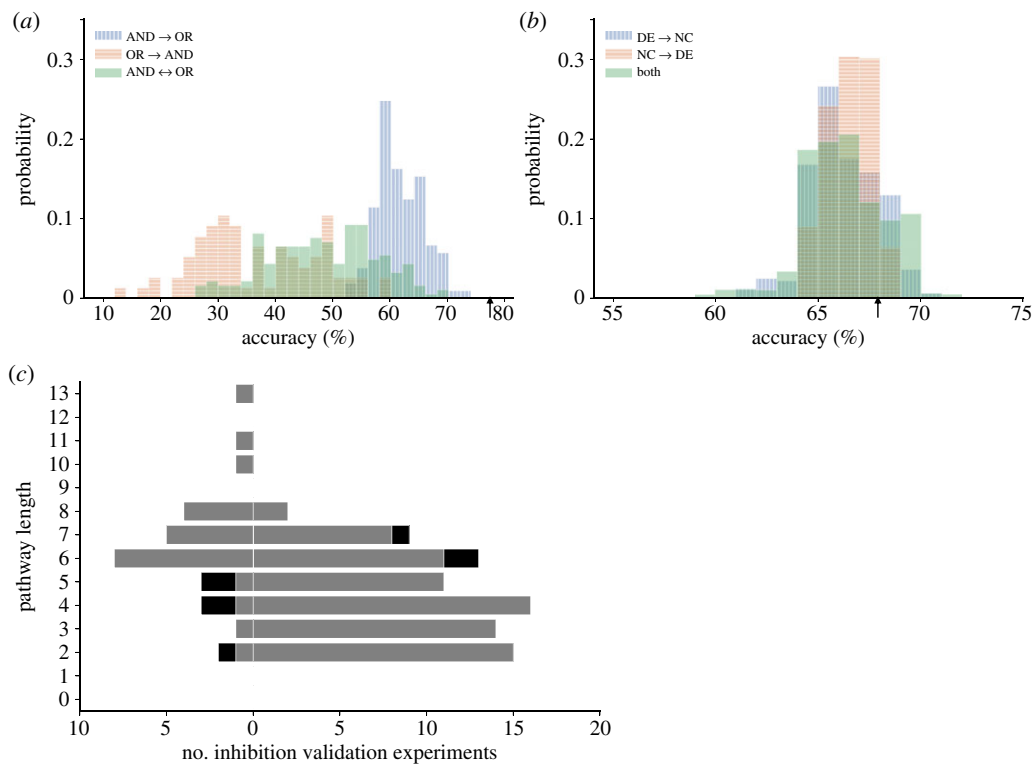 (a)
AND → OR
OR → AND
AND ↔ OR
0.3
0.2
0.1
0
probability
10 20 30 40 50 60 70 80
accuracy (%)
(b)
DE → NC
NC → DE
both
0.3
0.2
0.1
0
probability
55 60 65 70 75
accuracy (%)
(c)
13
12
11
10
9
8
7
6
5
4
3
2
1
0
pathway length
10 5 0 5 10 15 20
no. inhibition validation experiments